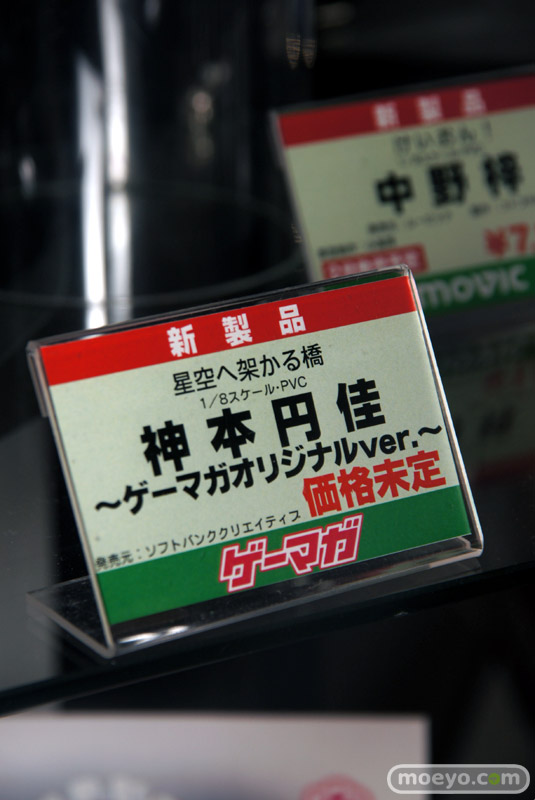 新製品
けいおん！
中野梓
¥7,
movic
新製品
星空へ架かる橋
1/8スケール・PVC
神本円佳
～ゲーマガオリジナルver.～
価格未定
発売元：ソフトバンククリエイティブ
ゲーマガ
moeyo.com